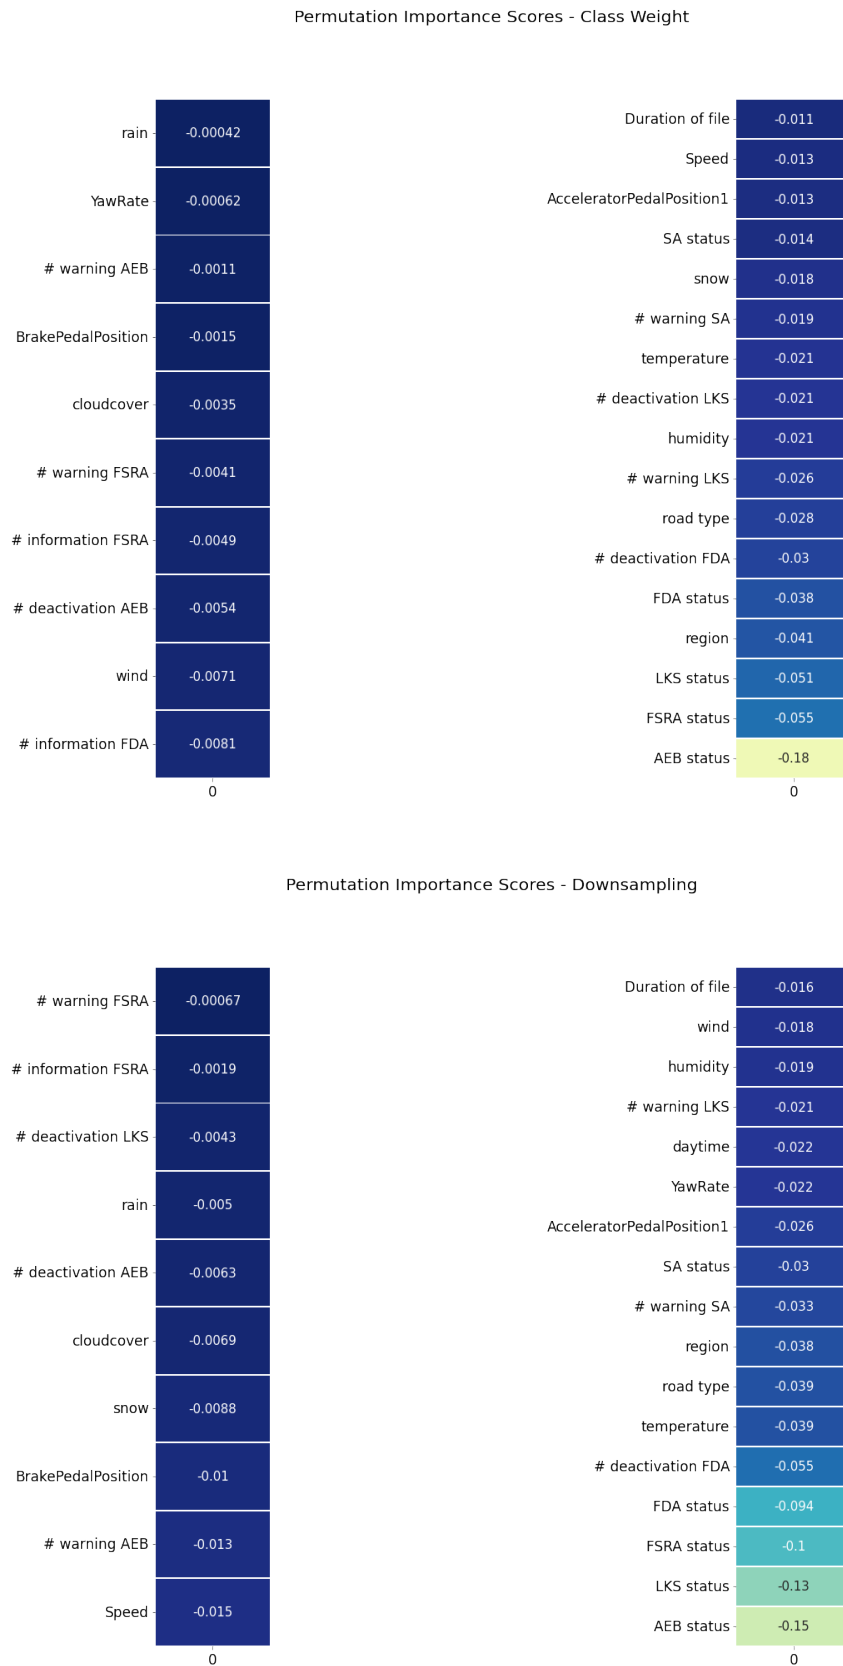 Permutation Importance Scores - Class Weight
rain -0.00042
YawRate -0.00062
# warning AEB -0.0011
BrakePedalPosition -0.0015
cloudcover -0.0035
# warning FSRA -0.0041
# information FSRA -0.0049
# deactivation AEB -0.0054
wind -0.0071
# information FDA -0.0081
0
Duration of file -0.011
Speed -0.013
AcceleratorPedalPosition1 -0.013
SA status -0.014
snow -0.018
# warning SA -0.019
temperature -0.021
# deactivation LKS -0.021
humidity -0.021
# warning LKS -0.026
road type -0.028
# deactivation FDA -0.03
FDA status -0.038
region -0.041
LKS status -0.051
FSRA status -0.055
AEB status -0.18
0
Permutation Importance Scores - Downsampling
# warning FSRA -0.00067
# information FSRA -0.0019
# deactivation LKS -0.0043
rain -0.005
# deactivation AEB -0.0063
cloudcover -0.0069
snow -0.0088
BrakePedalPosition -0.01
# warning AEB -0.013
Speed -0.015
0
Duration of file -0.016
wind -0.018
humidity -0.019
# warning LKS -0.021
daytime -0.022
YawRate -0.022
AcceleratorPedalPosition1 -0.026
SA status -0.03
# warning SA -0.033
region -0.038
road type -0.039
temperature -0.039
# deactivation FDA -0.055
FDA status -0.094
FSRA status -0.1
LKS status -0.13
AEB status -0.15
0